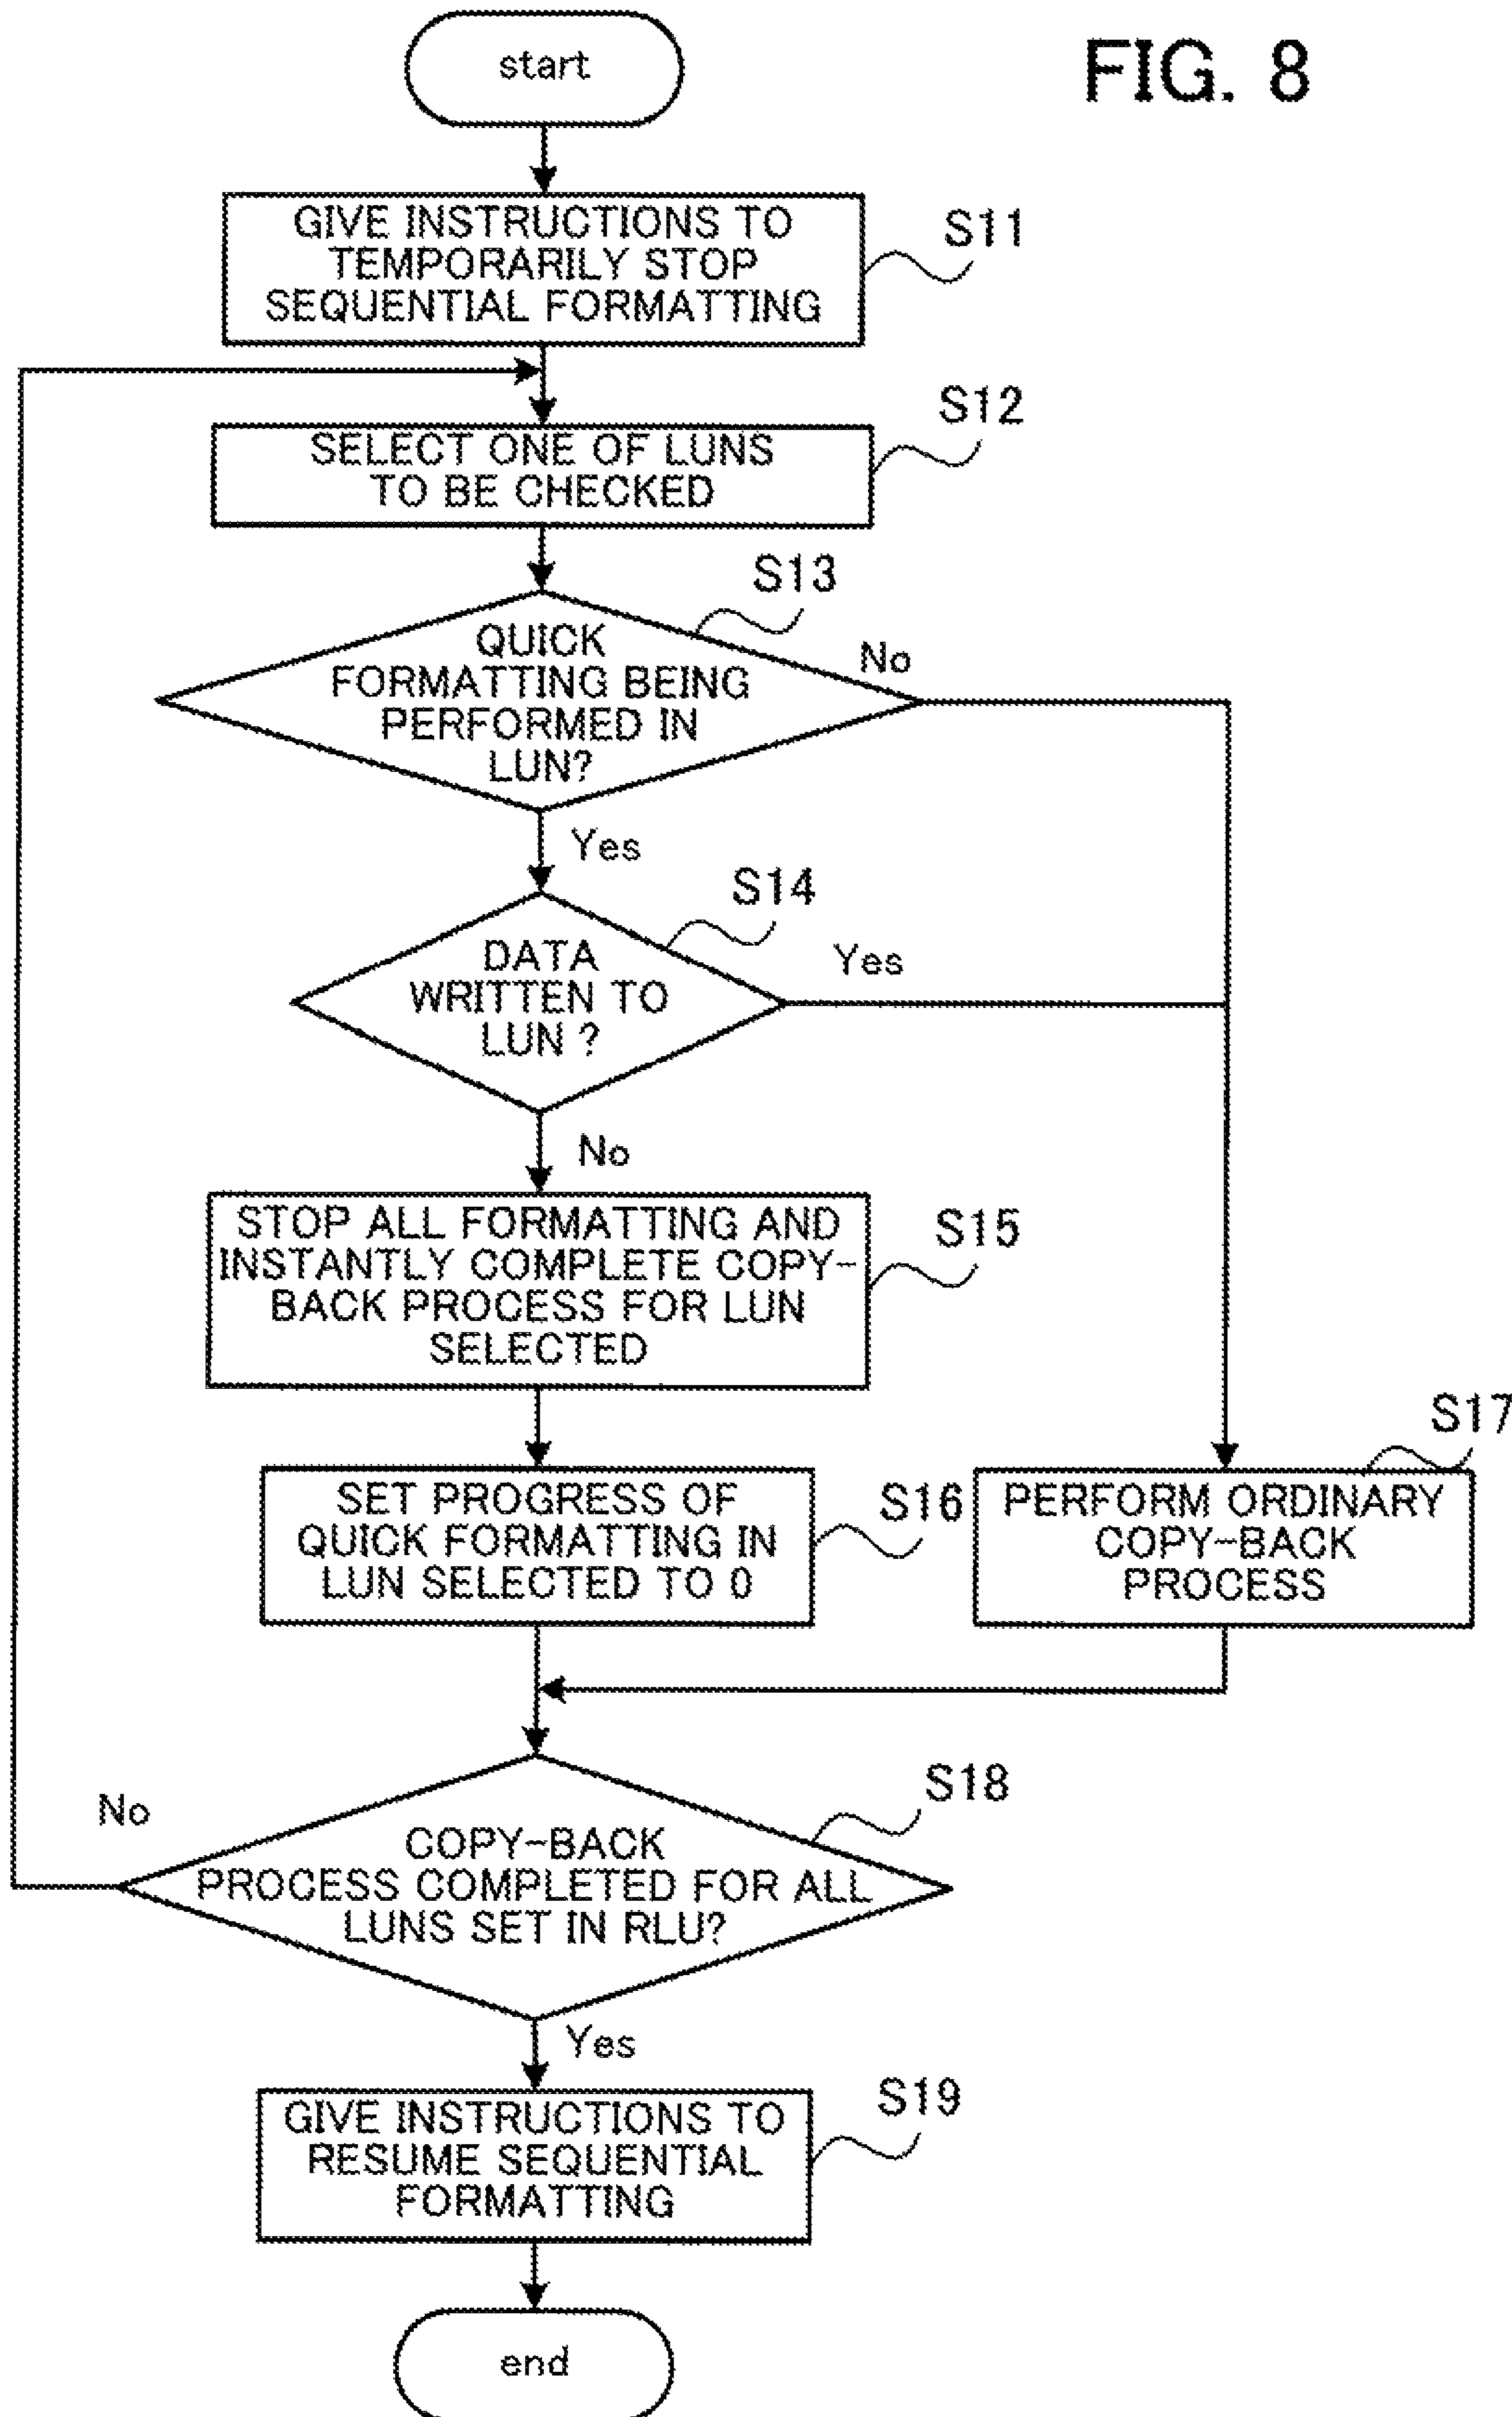 FIG. 8
start
GIVE INSTRUCTIONS TO
TEMPORARILY STOP
SEQUENTIAL FORMATTING
S11
SELECT ONE OF LUNS
TO BE CHECKED
S12
QUICK
FORMATTING BEING
PERFORMED IN
LUN?
S13
No
Yes
DATA
WRITTEN TO
LUN ?
S14
Yes
No
STOP ALL FORMATTING AND
INSTANTLY COMPLETE COPY-
BACK PROCESS FOR LUN
SELECTED
S15
SET PROGRESS OF
QUICK FORMATTING IN
LUN SELECTED TO 0
S16
PERFORM ORDINARY
COPY-BACK
PROCESS
S17
COPY-BACK
PROCESS COMPLETED FOR ALL
LUNS SET IN RLU?
S18
No
Yes
GIVE INSTRUCTIONS TO
RESUME SEQUENTIAL
FORMATTING
S19
end